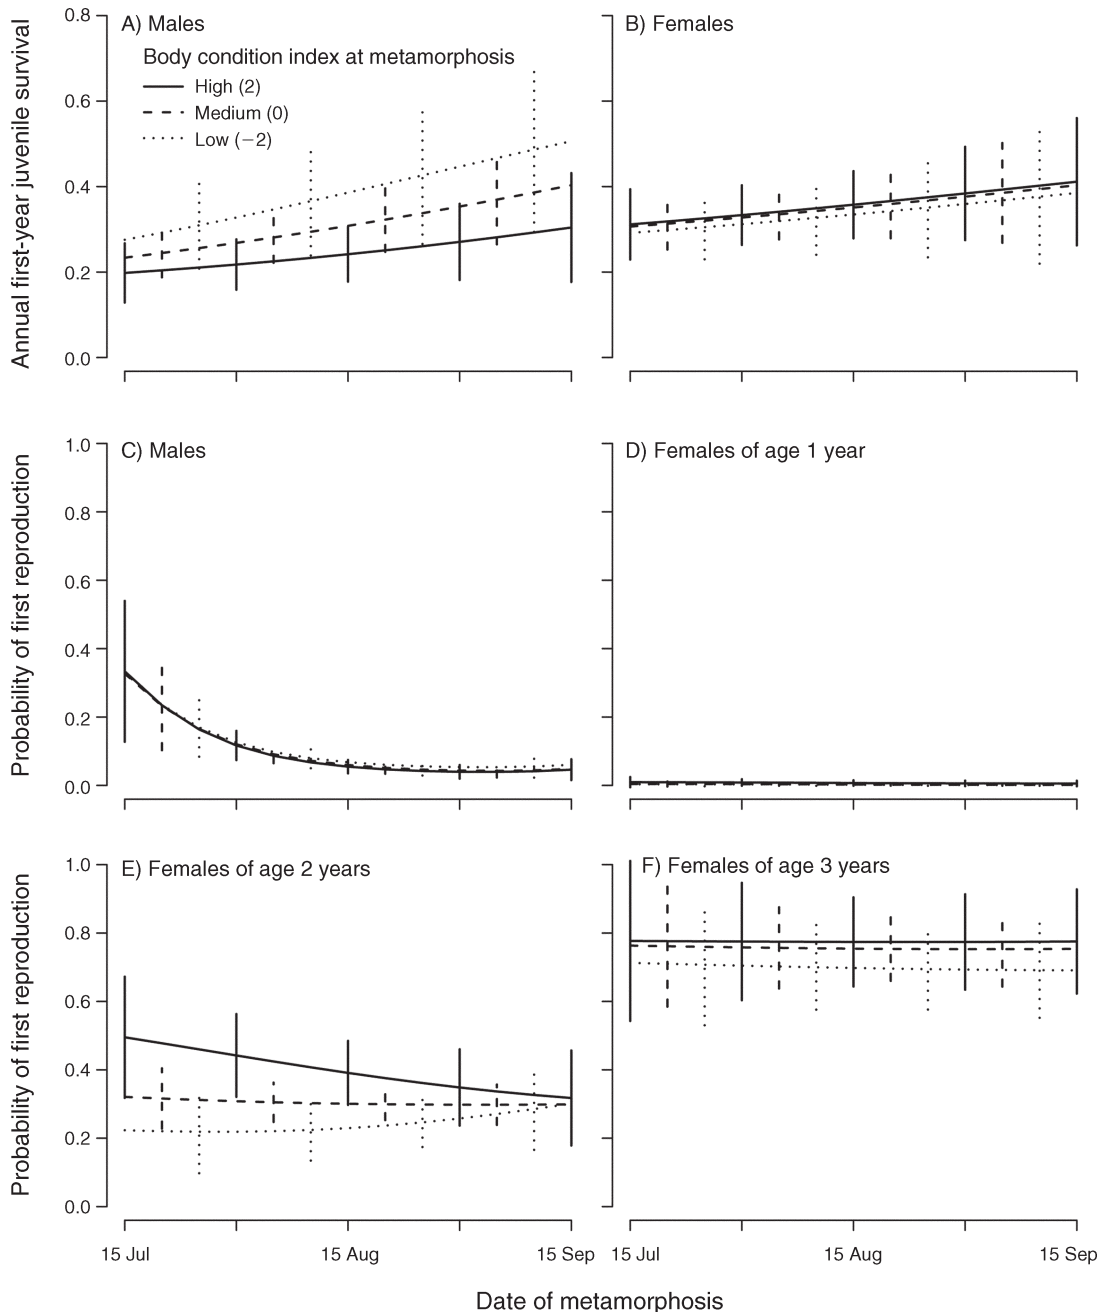 A) Males
B) Females
Body condition index at metamorphosis
High (2)
Medium (0)
Low (−2)
Annual first-year juvenile survival
0.8
0.6
0.4
0.2
0.0
C) Males
D) Females of age 1 year
Probability of first reproduction
1.0
0.8
0.6
0.4
0.2
0.0
E) Females of age 2 years
F) Females of age 3 years
Probability of first reproduction
1.0
0.8
0.6
0.4
0.2
0.0
15 Jul
15 Aug
15 Sep
15 Jul
15 Aug
15 Sep
Date of metamorphosis